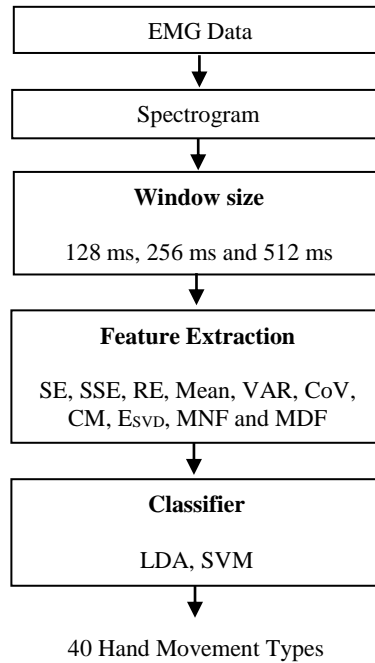 EMG Data
Spectrogram
Window size
128 ms, 256 ms and 512 ms
Feature Extraction
SE, SSE, RE, Mean, VAR, CoV,
CM, ESVD, MNF and MDF
Classifier
LDA, SVM
40 Hand Movement Types